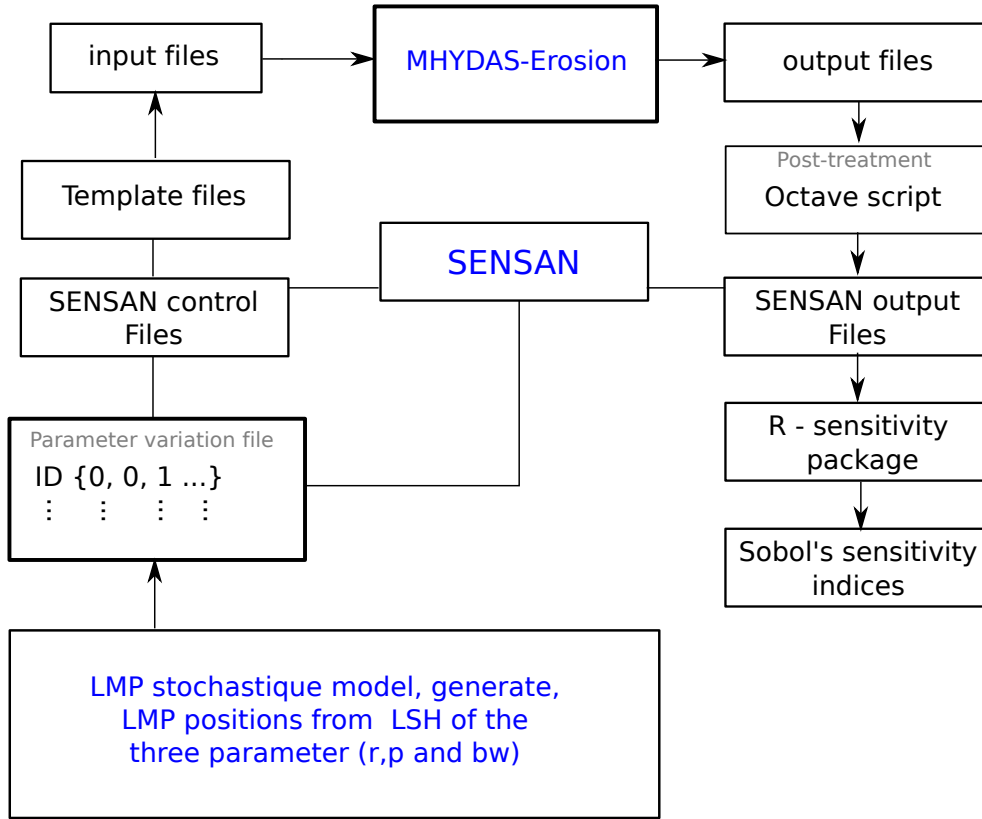 input files
MHYDAS-Erosion
output files
Template files
Post-treatment
Octave script
SENSAN
SENSAN control
Files
SENSAN output
Files
Parameter variation file
ID {0, 0, 1 ...}
R - sensitivity
package
Sobol's sensitivity
indices
LMP stochastique model, generate,
LMP positions from  LSH of the
three parameter (r,p and bw)